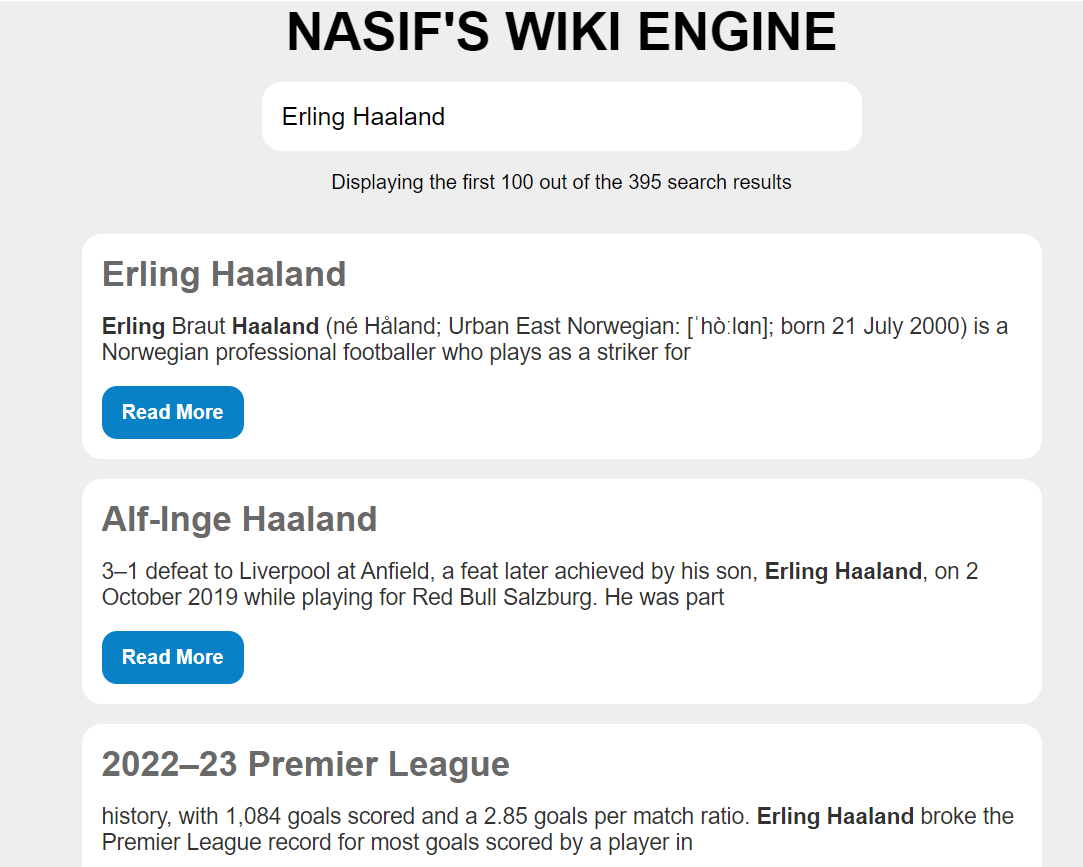 NASIF'S WIKI ENGINE
Erling Haaland
Displaying the first 100 out of the 395 search results
Erling Haaland
Erling Braut Haaland (né Håland; Urban East Norwegian: [ˈhòːlɑn]; born 21 July 2000) is a
Norwegian professional footballer who plays as a striker for
Read More
Alf-Inge Haaland
3–1 defeat to Liverpool at Anfield, a feat later achieved by his son, Erling Haaland, on 2
October 2019 while playing for Red Bull Salzburg. He was part
Read More
2022–23 Premier League
history, with 1,084 goals scored and a 2.85 goals per match ratio. Erling Haaland broke the
Premier League record for most goals scored by a player in